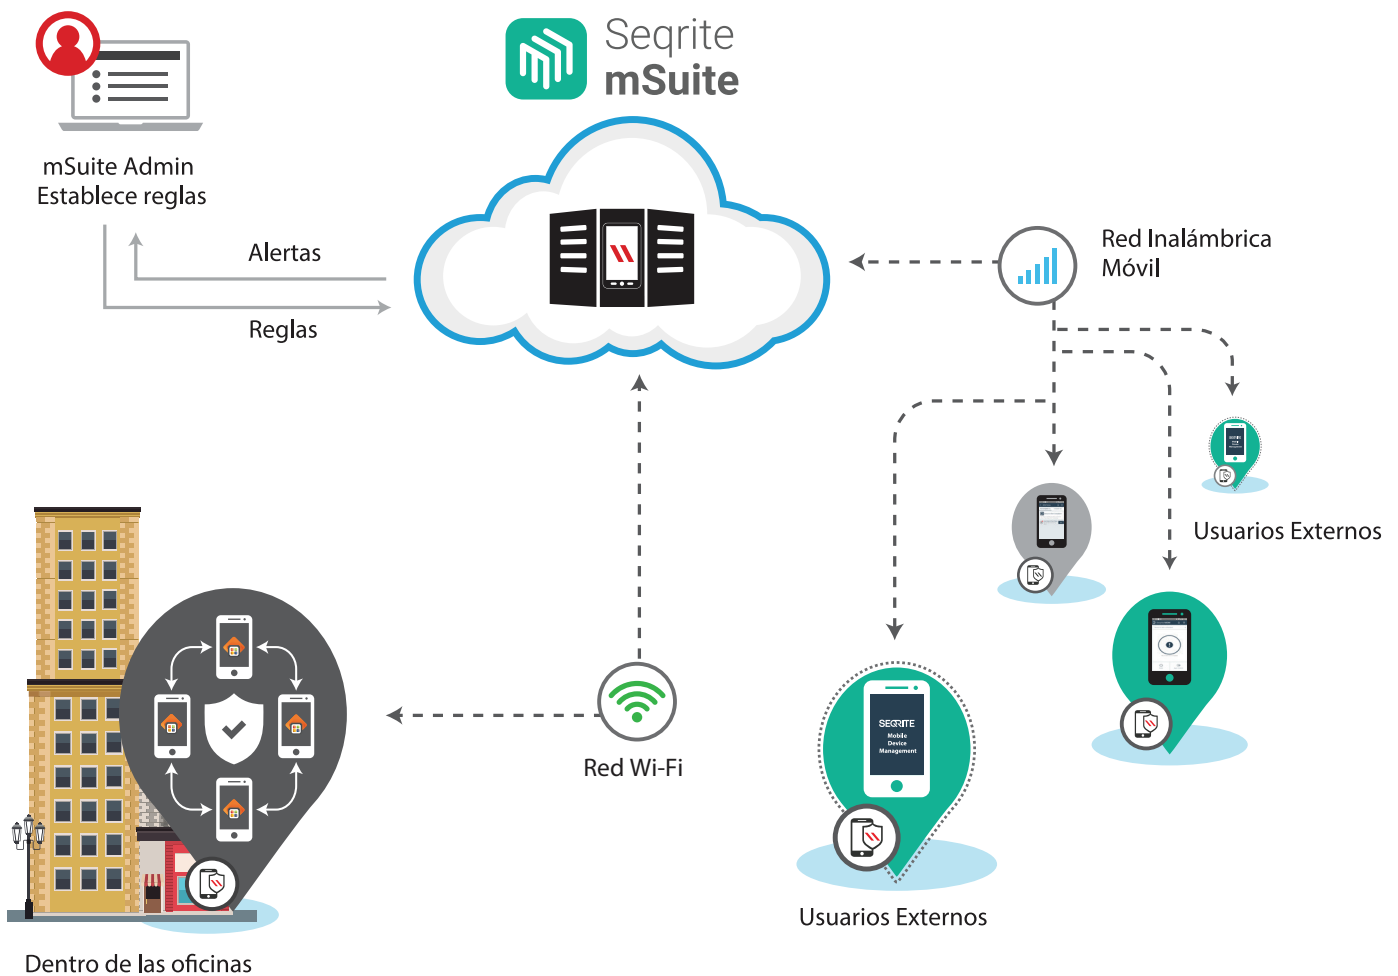 Seqrite
mSuite
mSuite Admin
Establece reglas
Alertas
Reglas
Red Inalámbrica
Móvil
Usuarios Externos
Red Wi-Fi
SEQRITE
Mobile
Device
Management
Usuarios Externos
Dentro de las oficinas